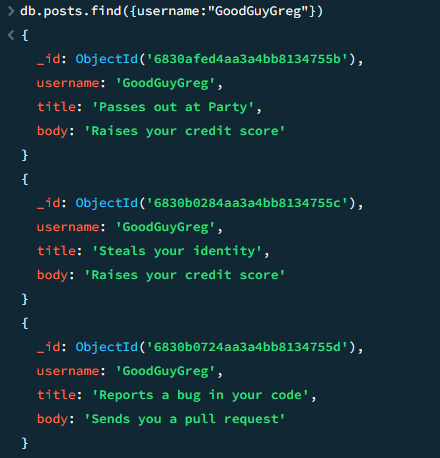 > db.posts.find({username:"GoodGuyGreg"})
< {
_id: ObjectId('6830afed4aa3a4bb8134755b'),
username: 'GoodGuyGreg',
title: 'Passes out at Party',
body: 'Raises your credit score'
}
{
_id: ObjectId('6830b0284aa3a4bb8134755c'),
username: 'GoodGuyGreg',
title: 'Steals your identity',
body: 'Raises your credit score'
}
{
_id: ObjectId('6830b0724aa3a4bb8134755d'),
username: 'GoodGuyGreg',
title: 'Reports a bug in your code',
body: 'Sends you a pull request'
}